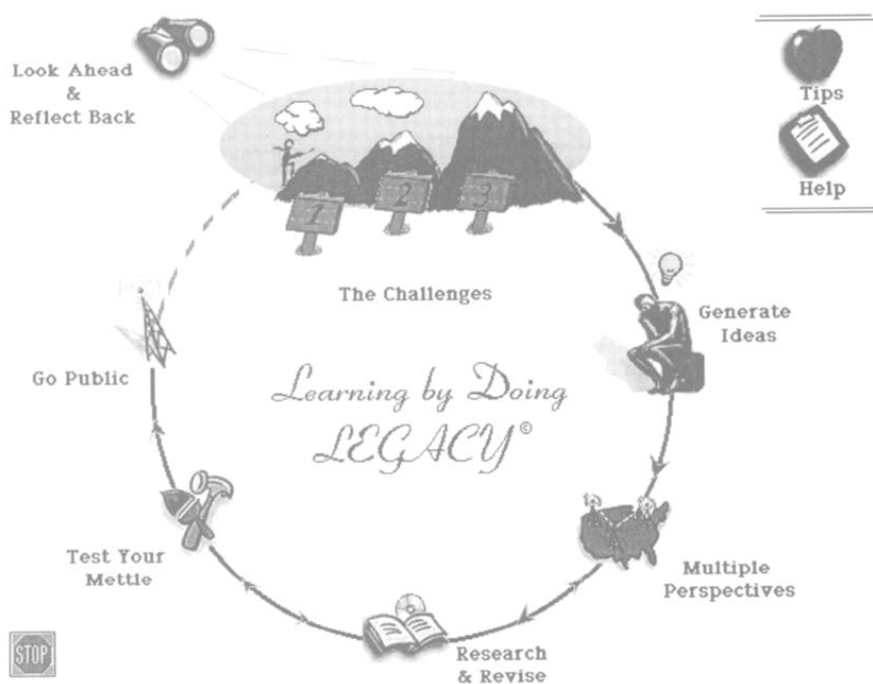 Look Ahead
&
Reflect Back
Tips
Help
1
2
3
The Challenges
Generate
Ideas
Go Public
Learning by Doing
LEGACY©
Test Your
Mettle
Multiple
Perspectives
Research
& Revise
STOP